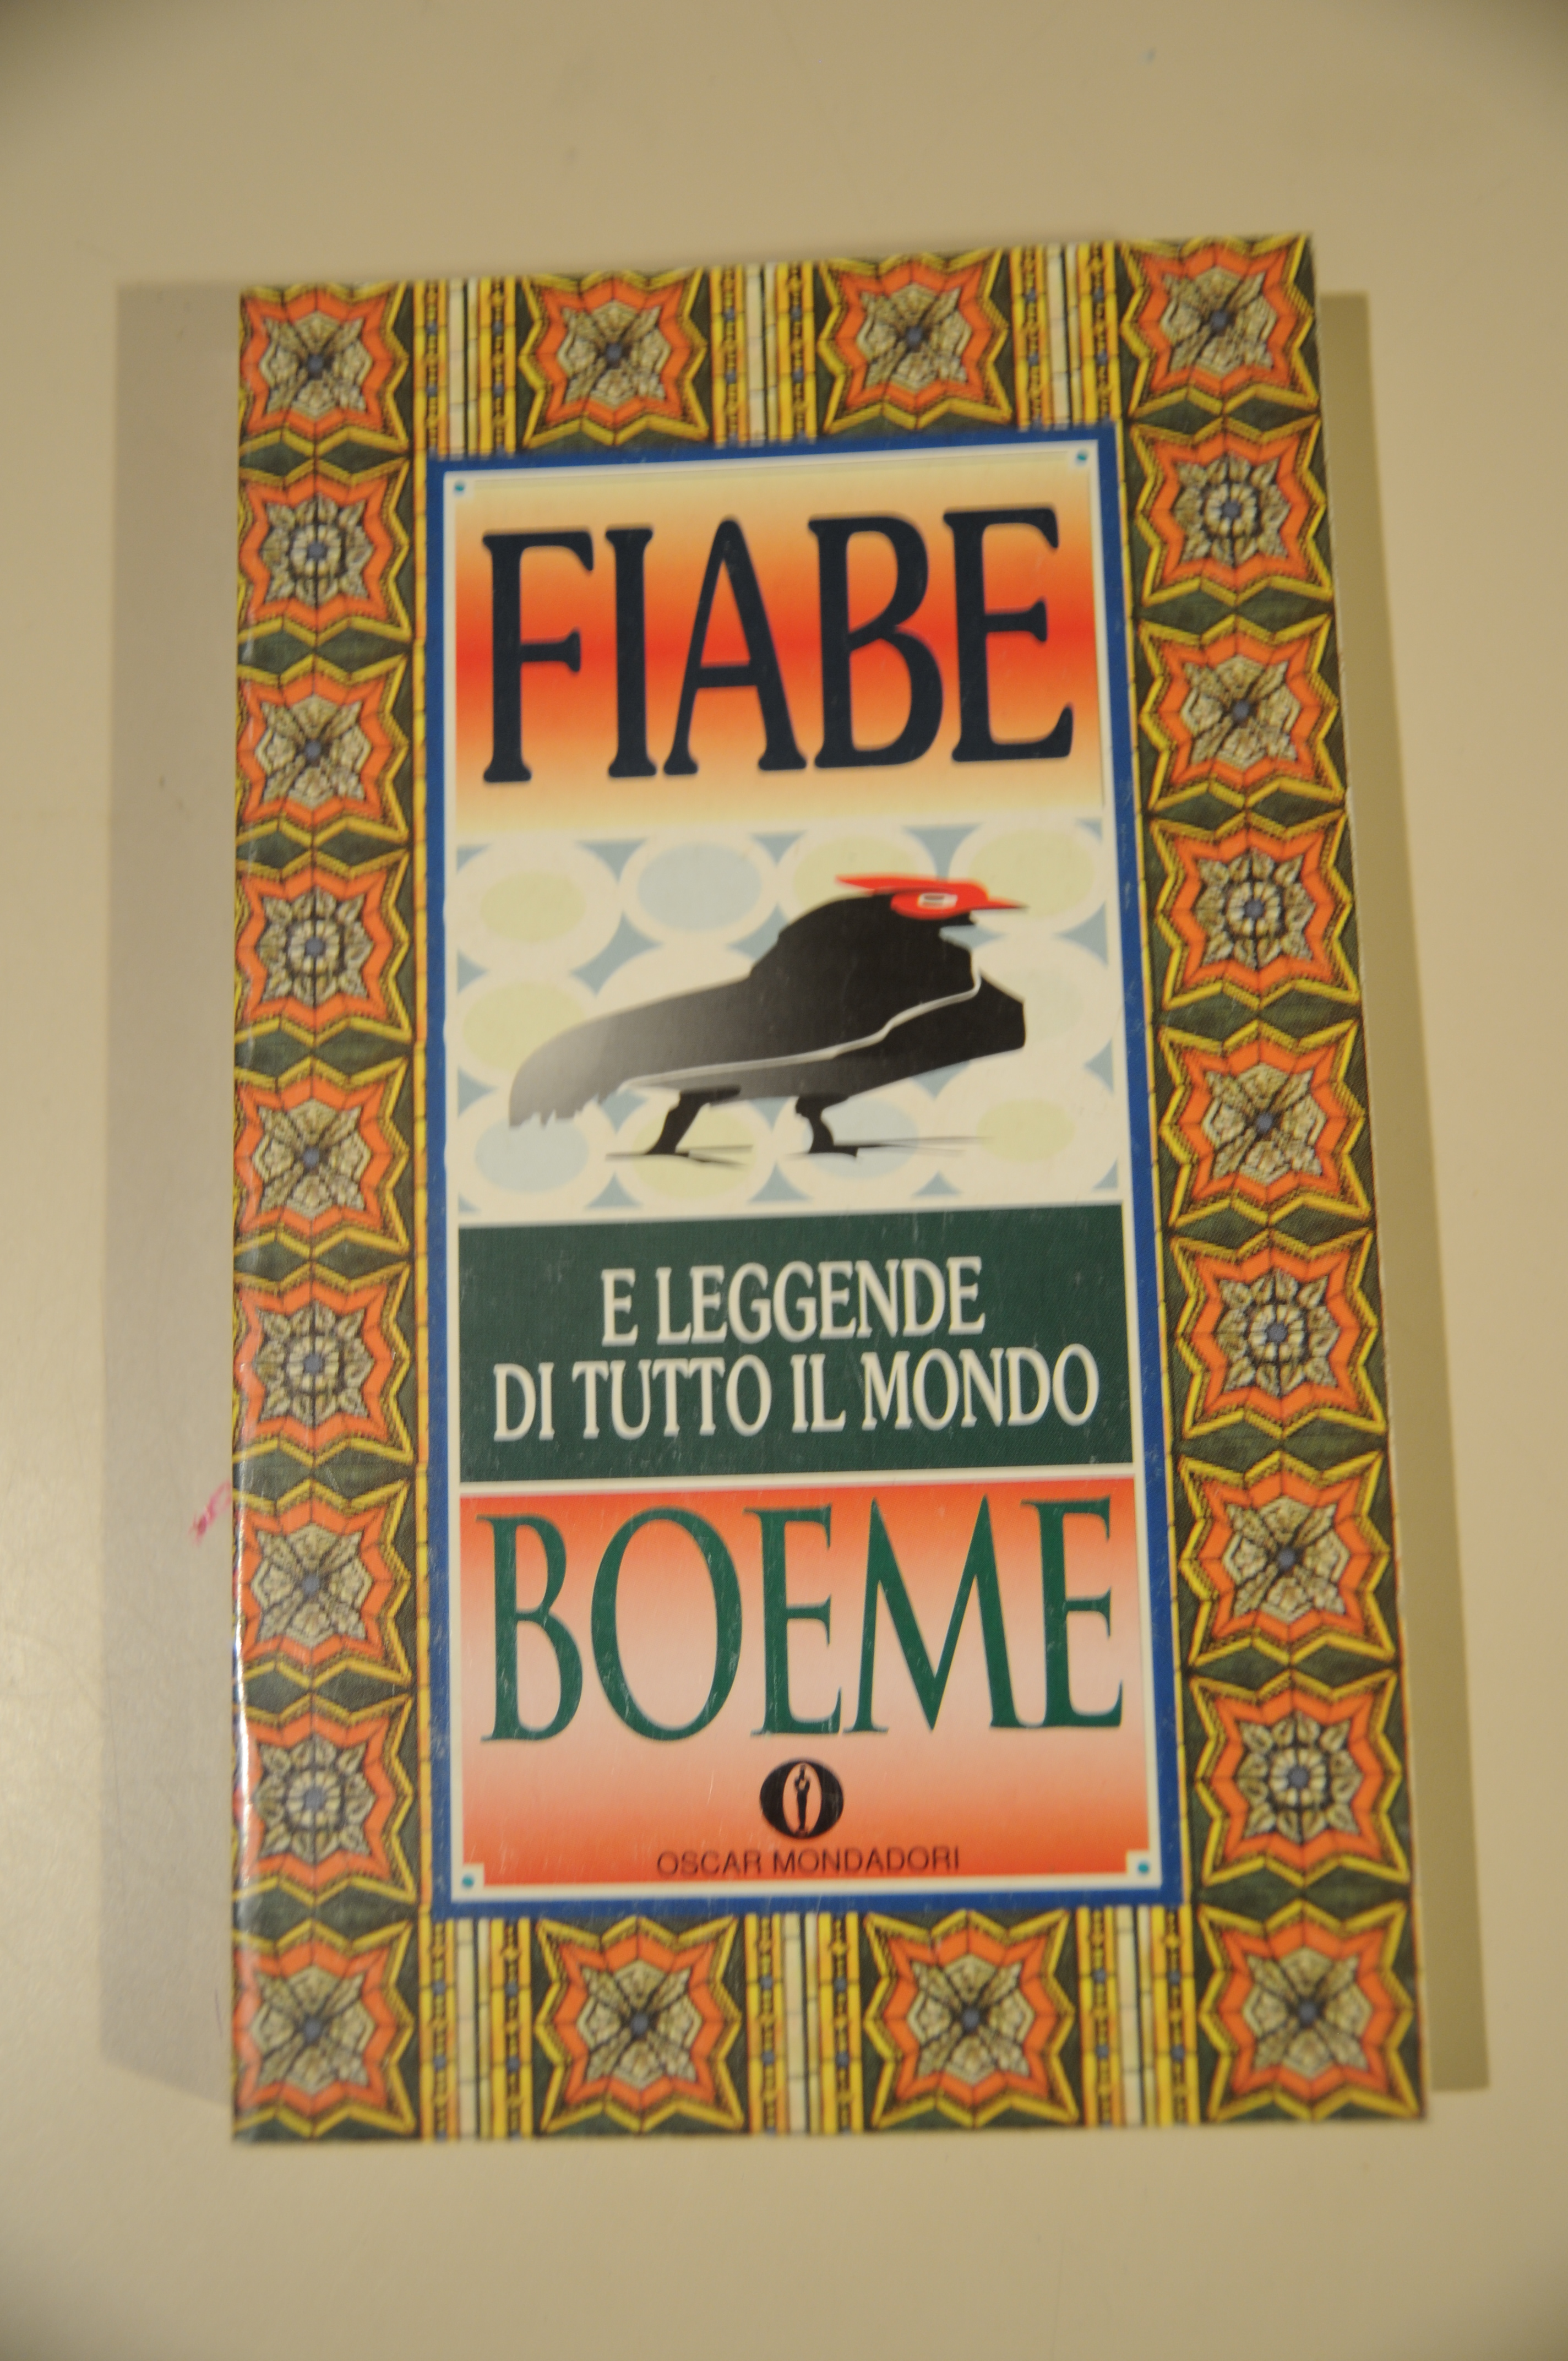 FIABE
E LEGGENDE
DI TUTTO IL MONDO
BOEME
OSCAR MONDADORI